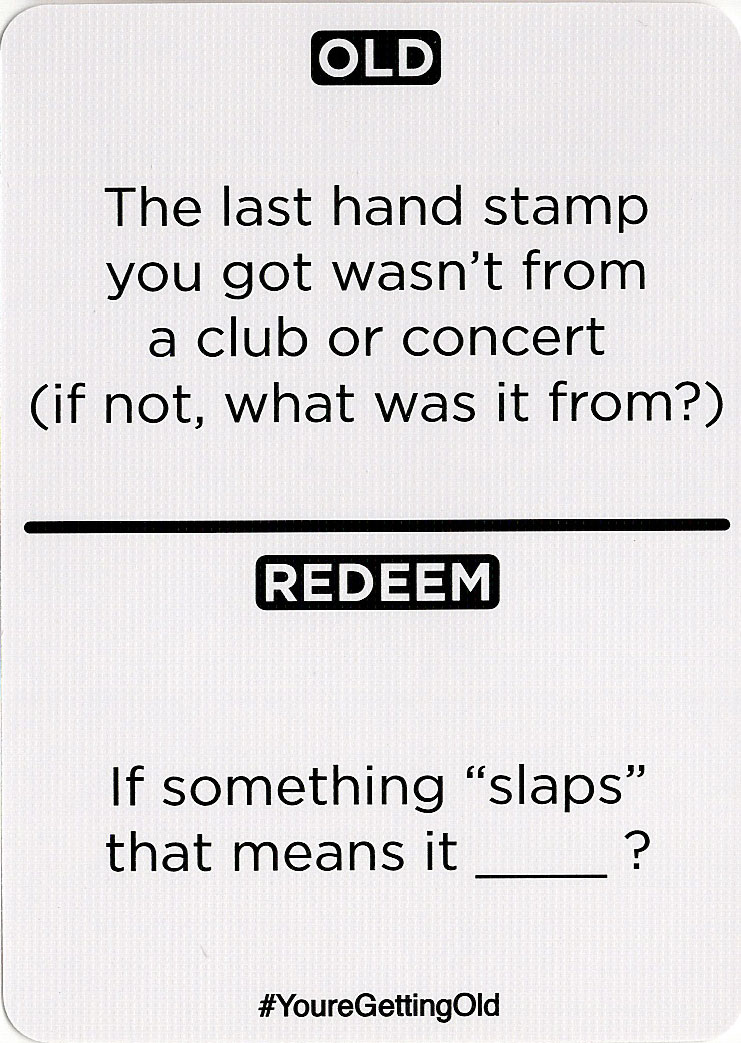 OLD
The last hand stamp
you got wasn’t from
a club or concert
(if not, what was it from?)
REDEEM
If something “slaps”
that means it _____ ?
#YoureGettingOld